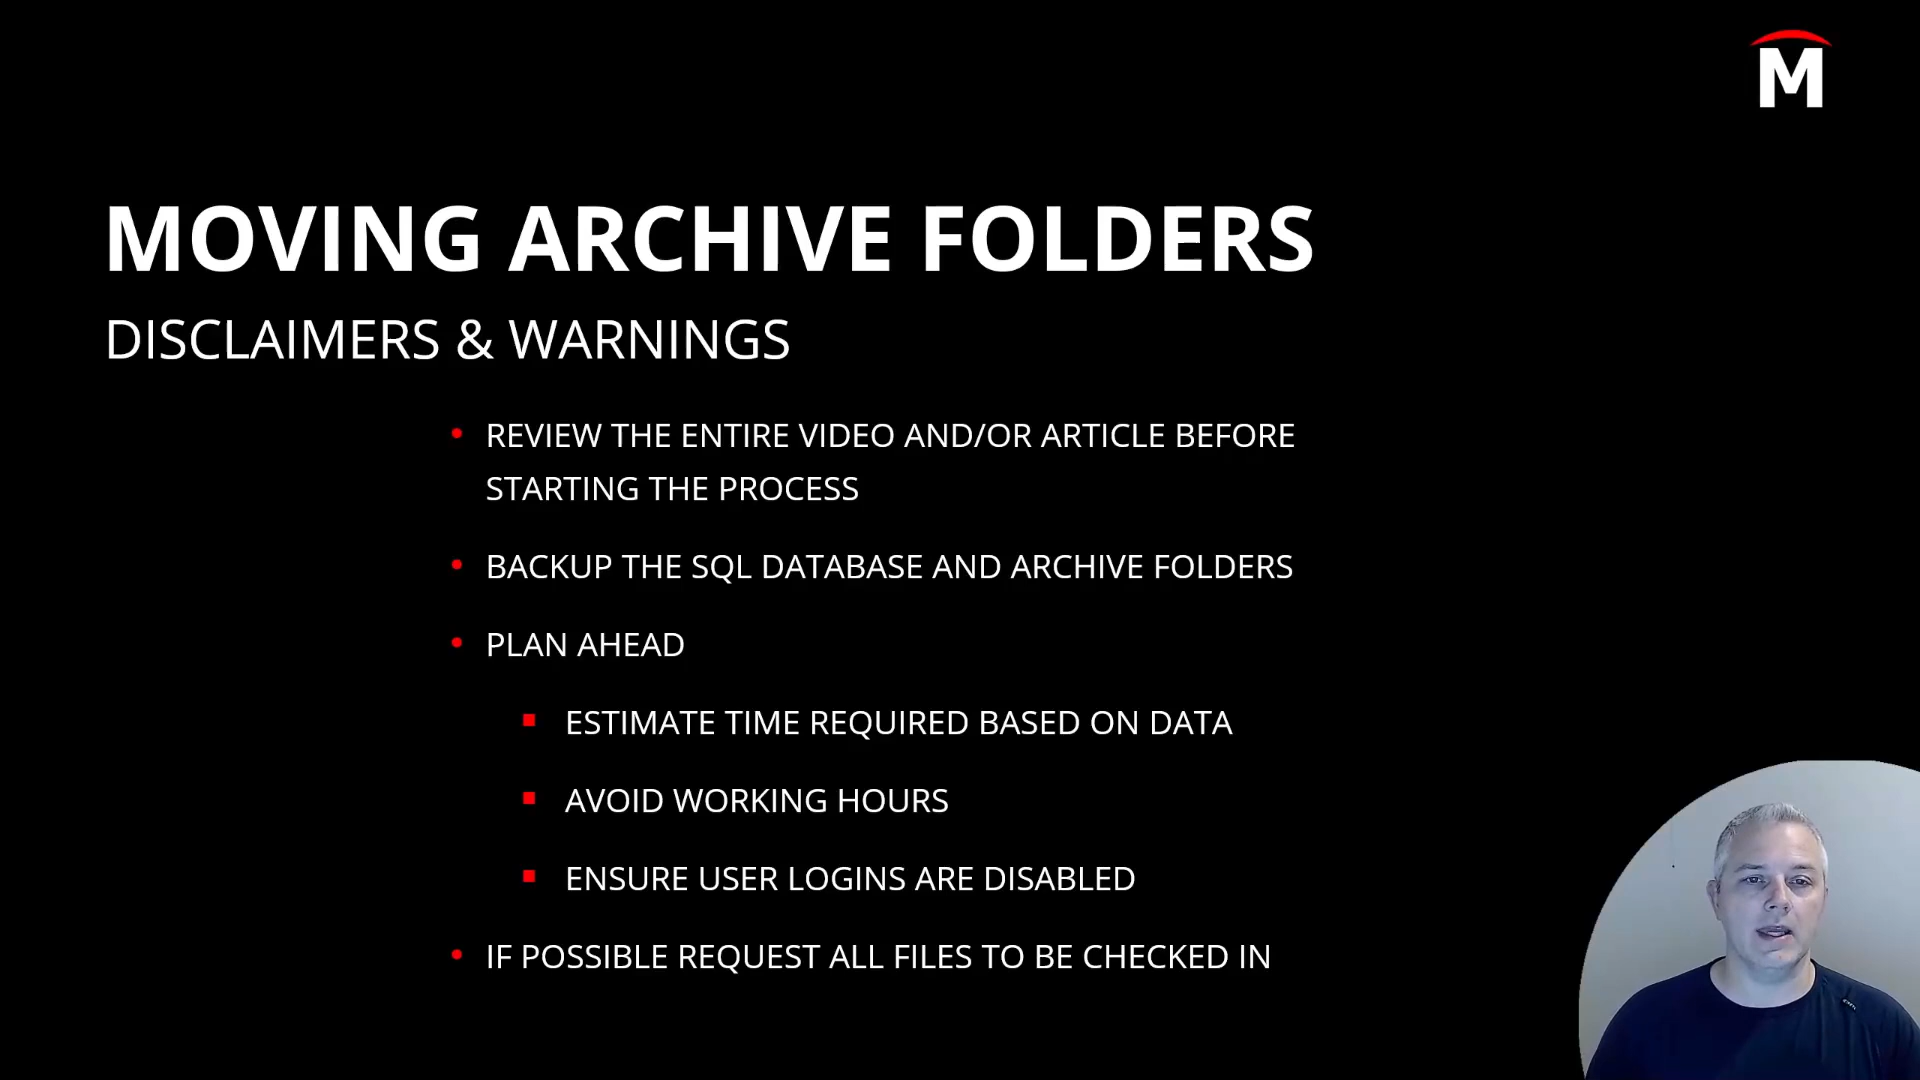 M
MOVING ARCHIVE FOLDERS
DISCLAIMERS & WARNINGS
• REVIEW THE ENTIRE VIDEO AND/OR ARTICLE BEFORE
STARTING THE PROCESS
• BACKUP THE SQL DATABASE AND ARCHIVE FOLDERS
• PLAN AHEAD
▪ ESTIMATE TIME REQUIRED BASED ON DATA
▪ AVOID WORKING HOURS
▪ ENSURE USER LOGINS ARE DISABLED
• IF POSSIBLE REQUEST ALL FILES TO BE CHECKED IN